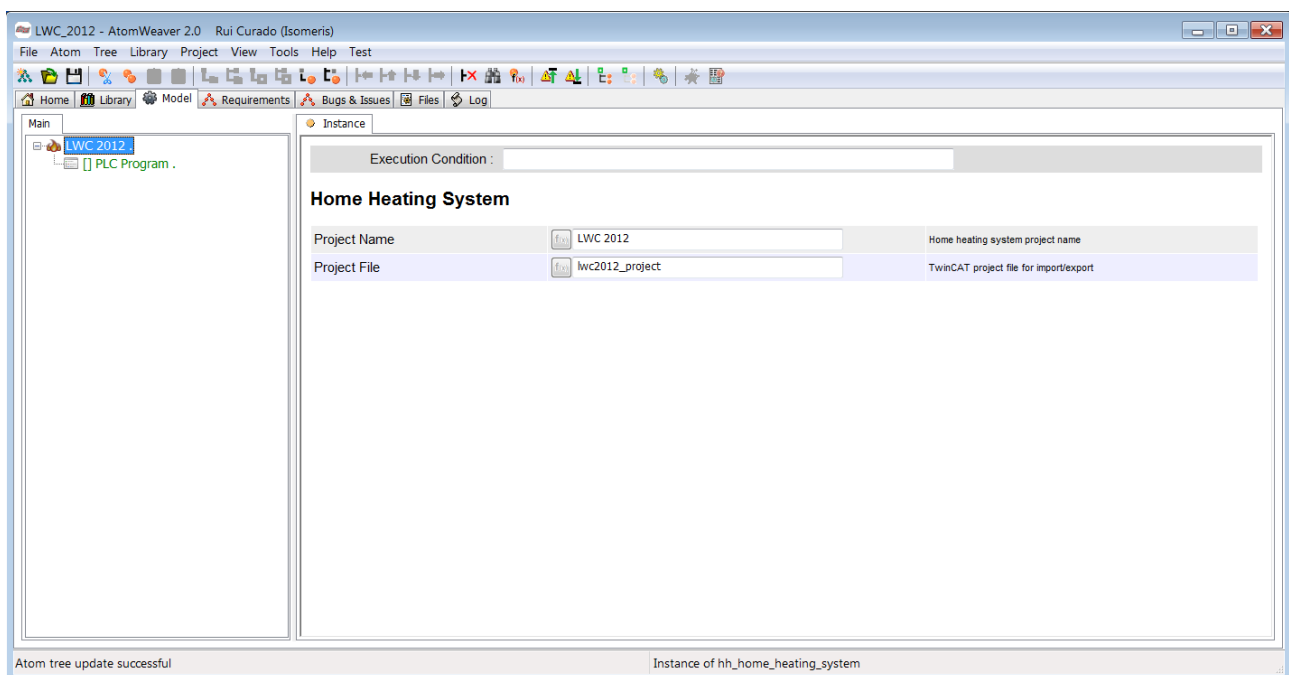 LWC_2012 - AtomWeaver 2.0 Rui Curado (Isomeris)
File Atom Tree Library Project View Tools Help Test
Home Library Model Requirements Bugs & Issues Files Log
Main
Instance
LWC 2012 .
[] PLC Program .
Execution Condition :
Home Heating System
Project Name f(x) LWC 2012 Home heating system project name
Project File f(x) lwc2012_project TwinCAT project file for import/export
Atom tree update successful Instance of hh_home_heating_system